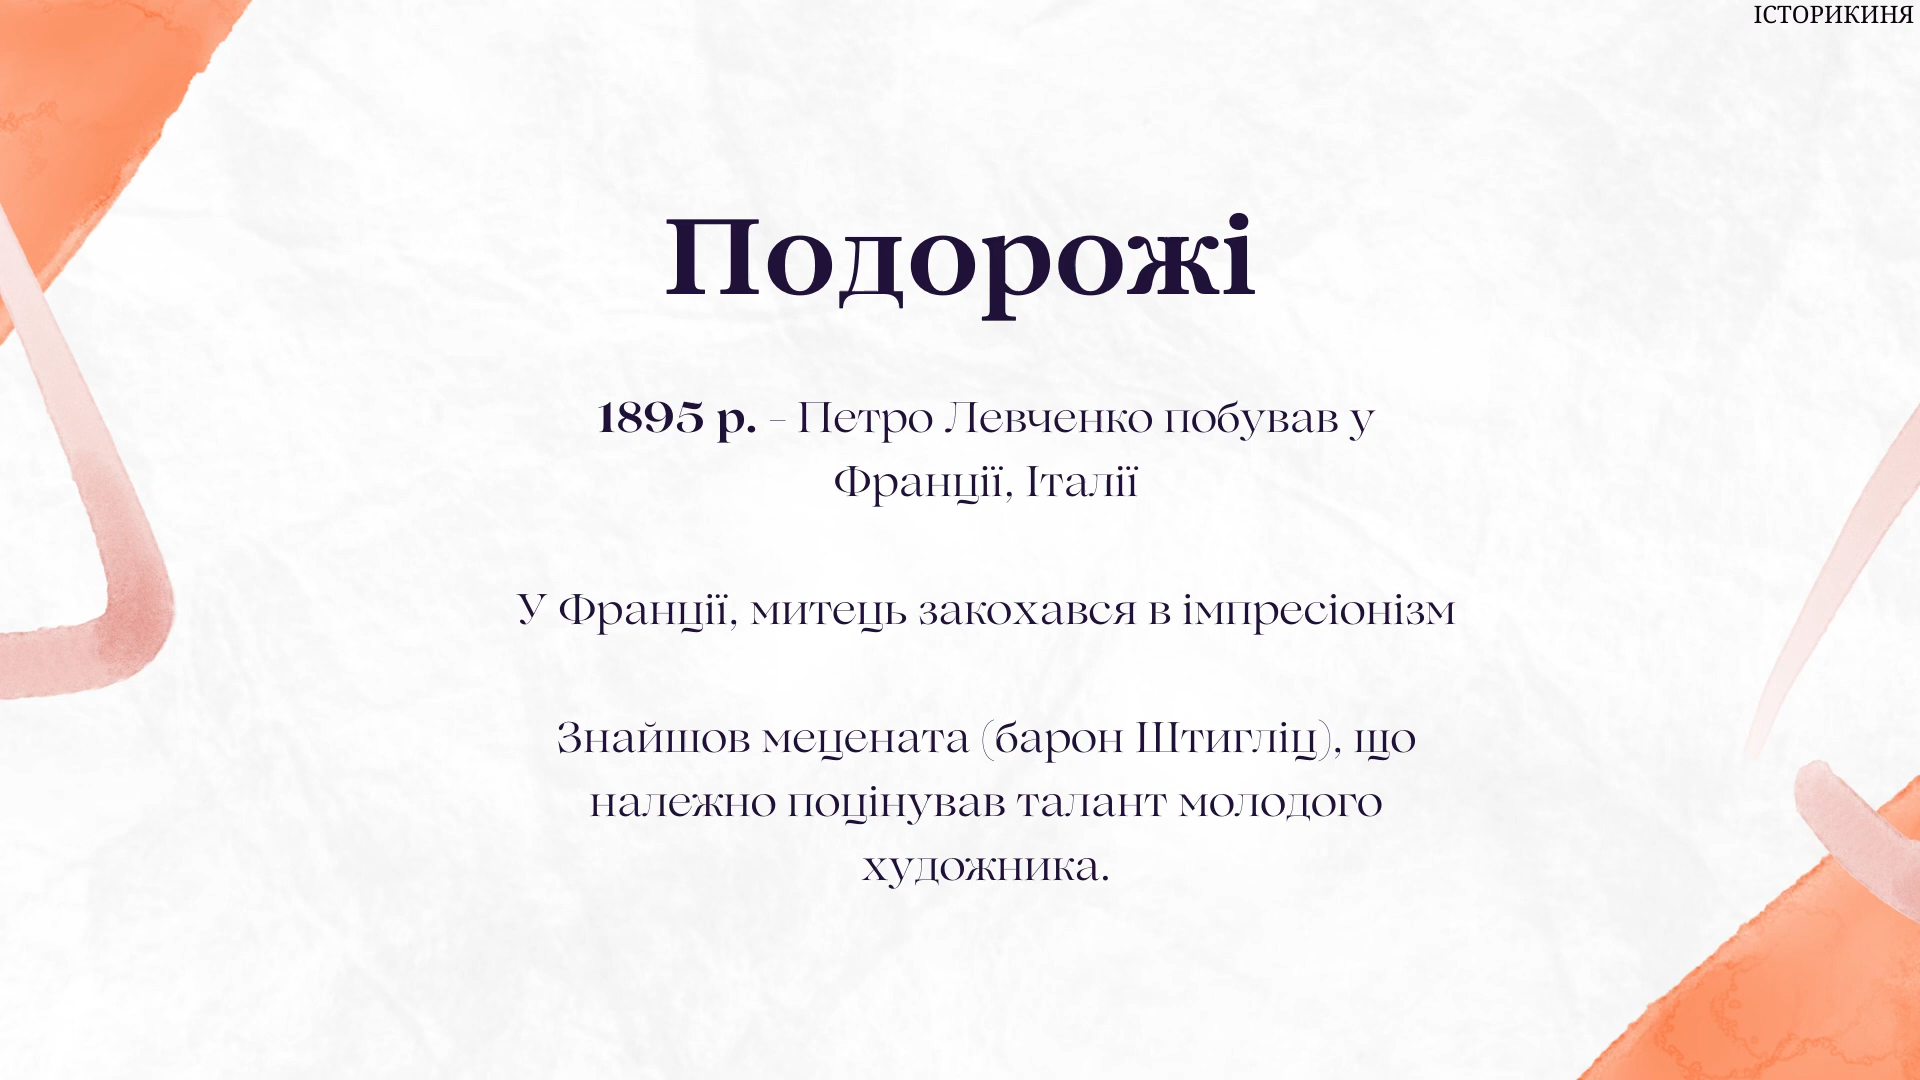 ІСТОРИКИНЯ
Подорожі
1895 р. – Петро Левченко побував у
Франції, Італії
У Франції, митець закохався в імпресіонізм
Знайшов мецената (барон Штигліц), що
належно поцінував талант молодого
художника.